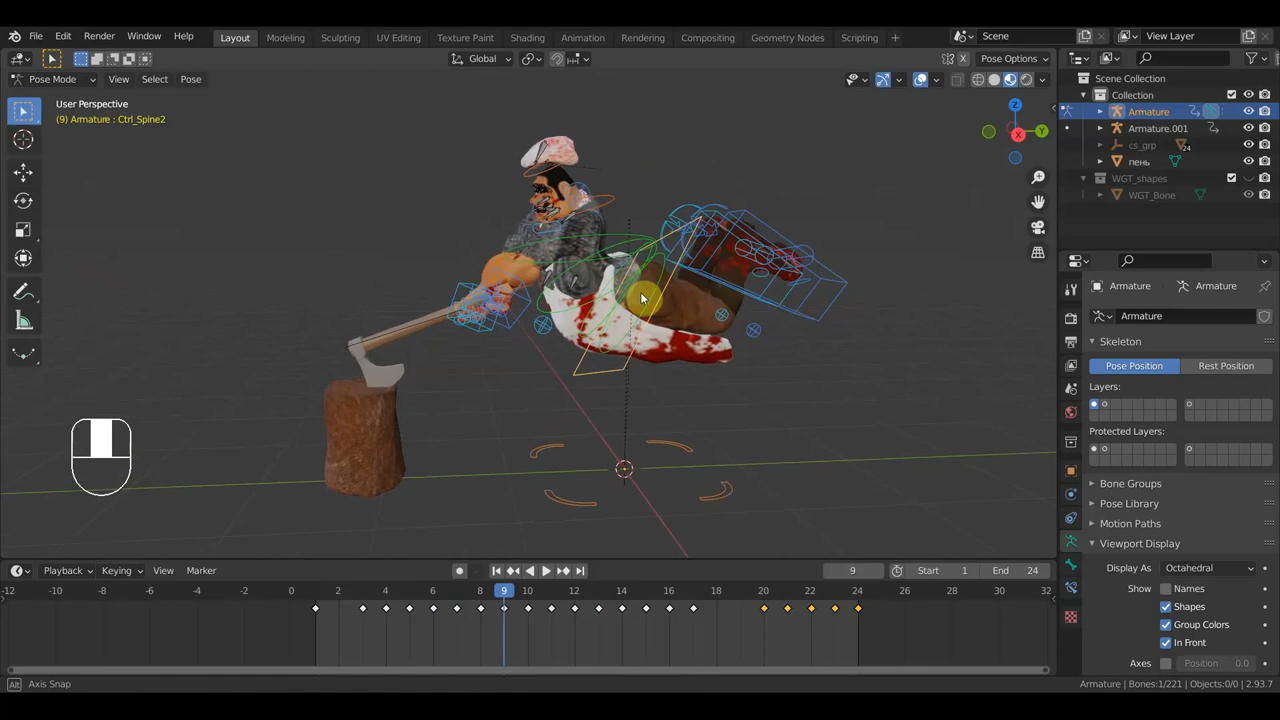 File Edit Render Window Help Layout Modeling Sculpting UV Editing Texture Paint Shading Animation Rendering Compositing Geometry Nodes Scripting + Scene View Layer
Global Pose Options
Pose Mode View Select Pose
User Perspective
(9) Armature : Ctrl_Spine2
Z
Y
X
Scene Collection
Collection
Armature
Armature.001
cs_grp 24
пень
WGT_shapes
WGT_Bone
Armature Armature
Armature
Skeleton
Pose Position Rest Position
Layers:
Protected Layers:
Bone Groups
Pose Library
Motion Paths
Viewport Display
Display As Octahedral
Show Names
Shapes
Group Colors
In Front
Axes Position 0.0
Playback Keying View Marker 9 Start 1 End 24
-12 -10 -8 -6 -4 -2 0 2 4 6 8 9 10 12 14 16 18 20 22 24 26 28 30 32
Alt Axis Snap Armature | Bones:1/221 | Objects:0/0 | 2.93.7